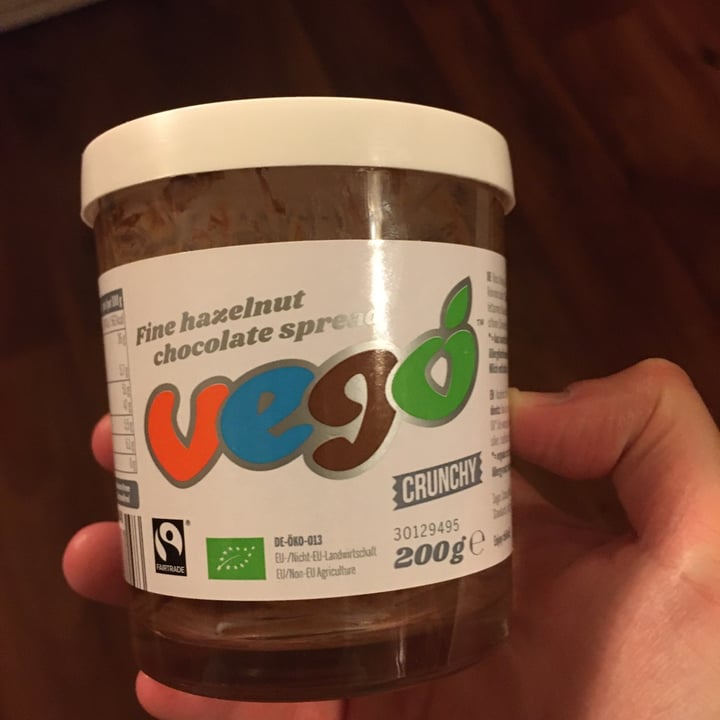 Fine hazelnut
chocolate spread
vego
™
CRUNCHY
30129495
200g e
®
FAIRTRADE
DE-ÖKO-013
EU-/Nicht-EU-Landwirtschaft
EU/Non-EU Agriculture